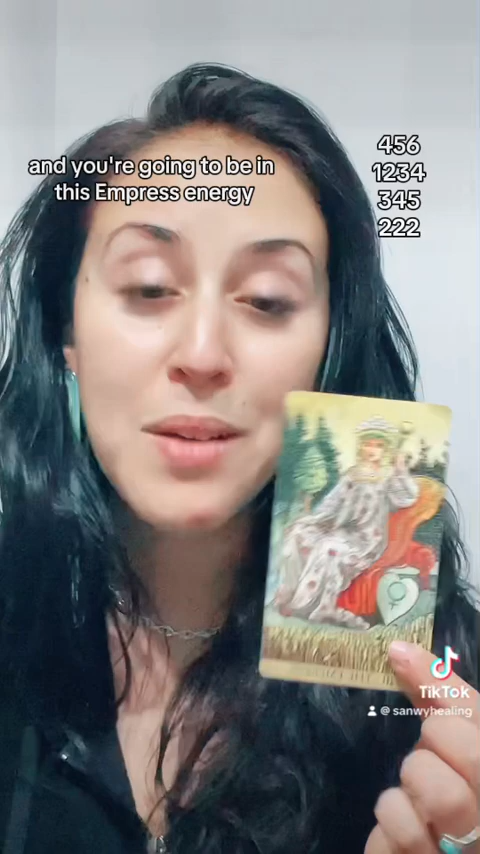 and you're going to be in
this Empress energy
456
1234
345
222
TikTok
@ sanwyhealing